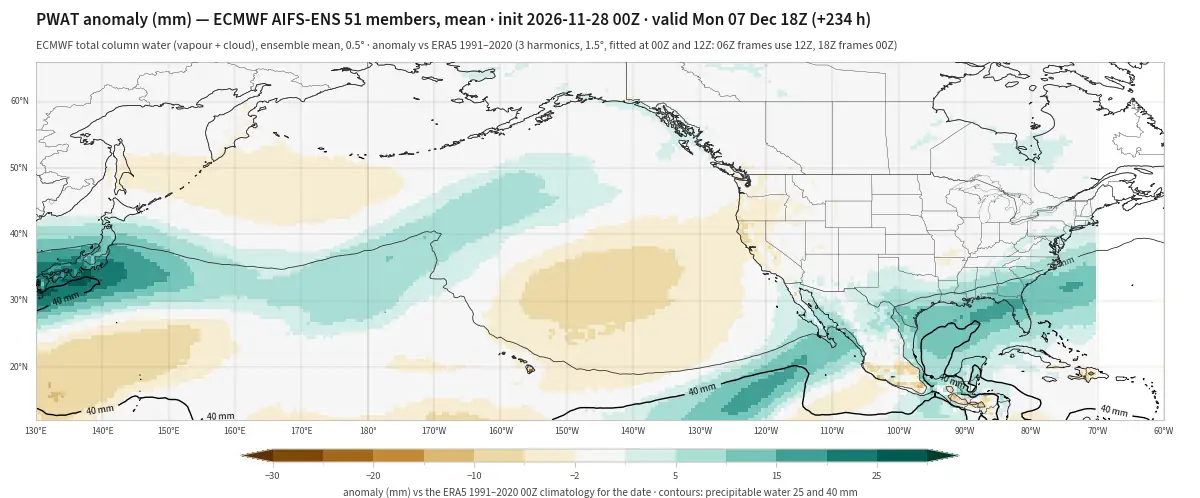 PWAT anomaly (mm) — ECMWF AIFS-ENS 51 members, mean · init 2026-11-28 00Z · valid Mon 07 Dec 18Z (+234 h)
ECMWF total column water (vapour + cloud), ensemble mean, 0.5° · anomaly vs ERA5 1991–2020 (3 harmonics, 1.5°, fitted at 00Z and 12Z: 06Z frames use 12Z, 18Z frames 00Z)
60°N
50°N
40°N
30°N
20°N
40 mm
40 mm
40 mm
40 mm
40 mm
130°E 140°E 150°E 160°E 170°E 180° 170°W 160°W 150°W 140°W 130°W 120°W 110°W 100°W 90°W 80°W 70°W 60°W
−30 −20 −10 −2 5 15 25
anomaly (mm) vs the ERA5 1991–2020 00Z climatology for the date · contours: precipitable water 25 and 40 mm